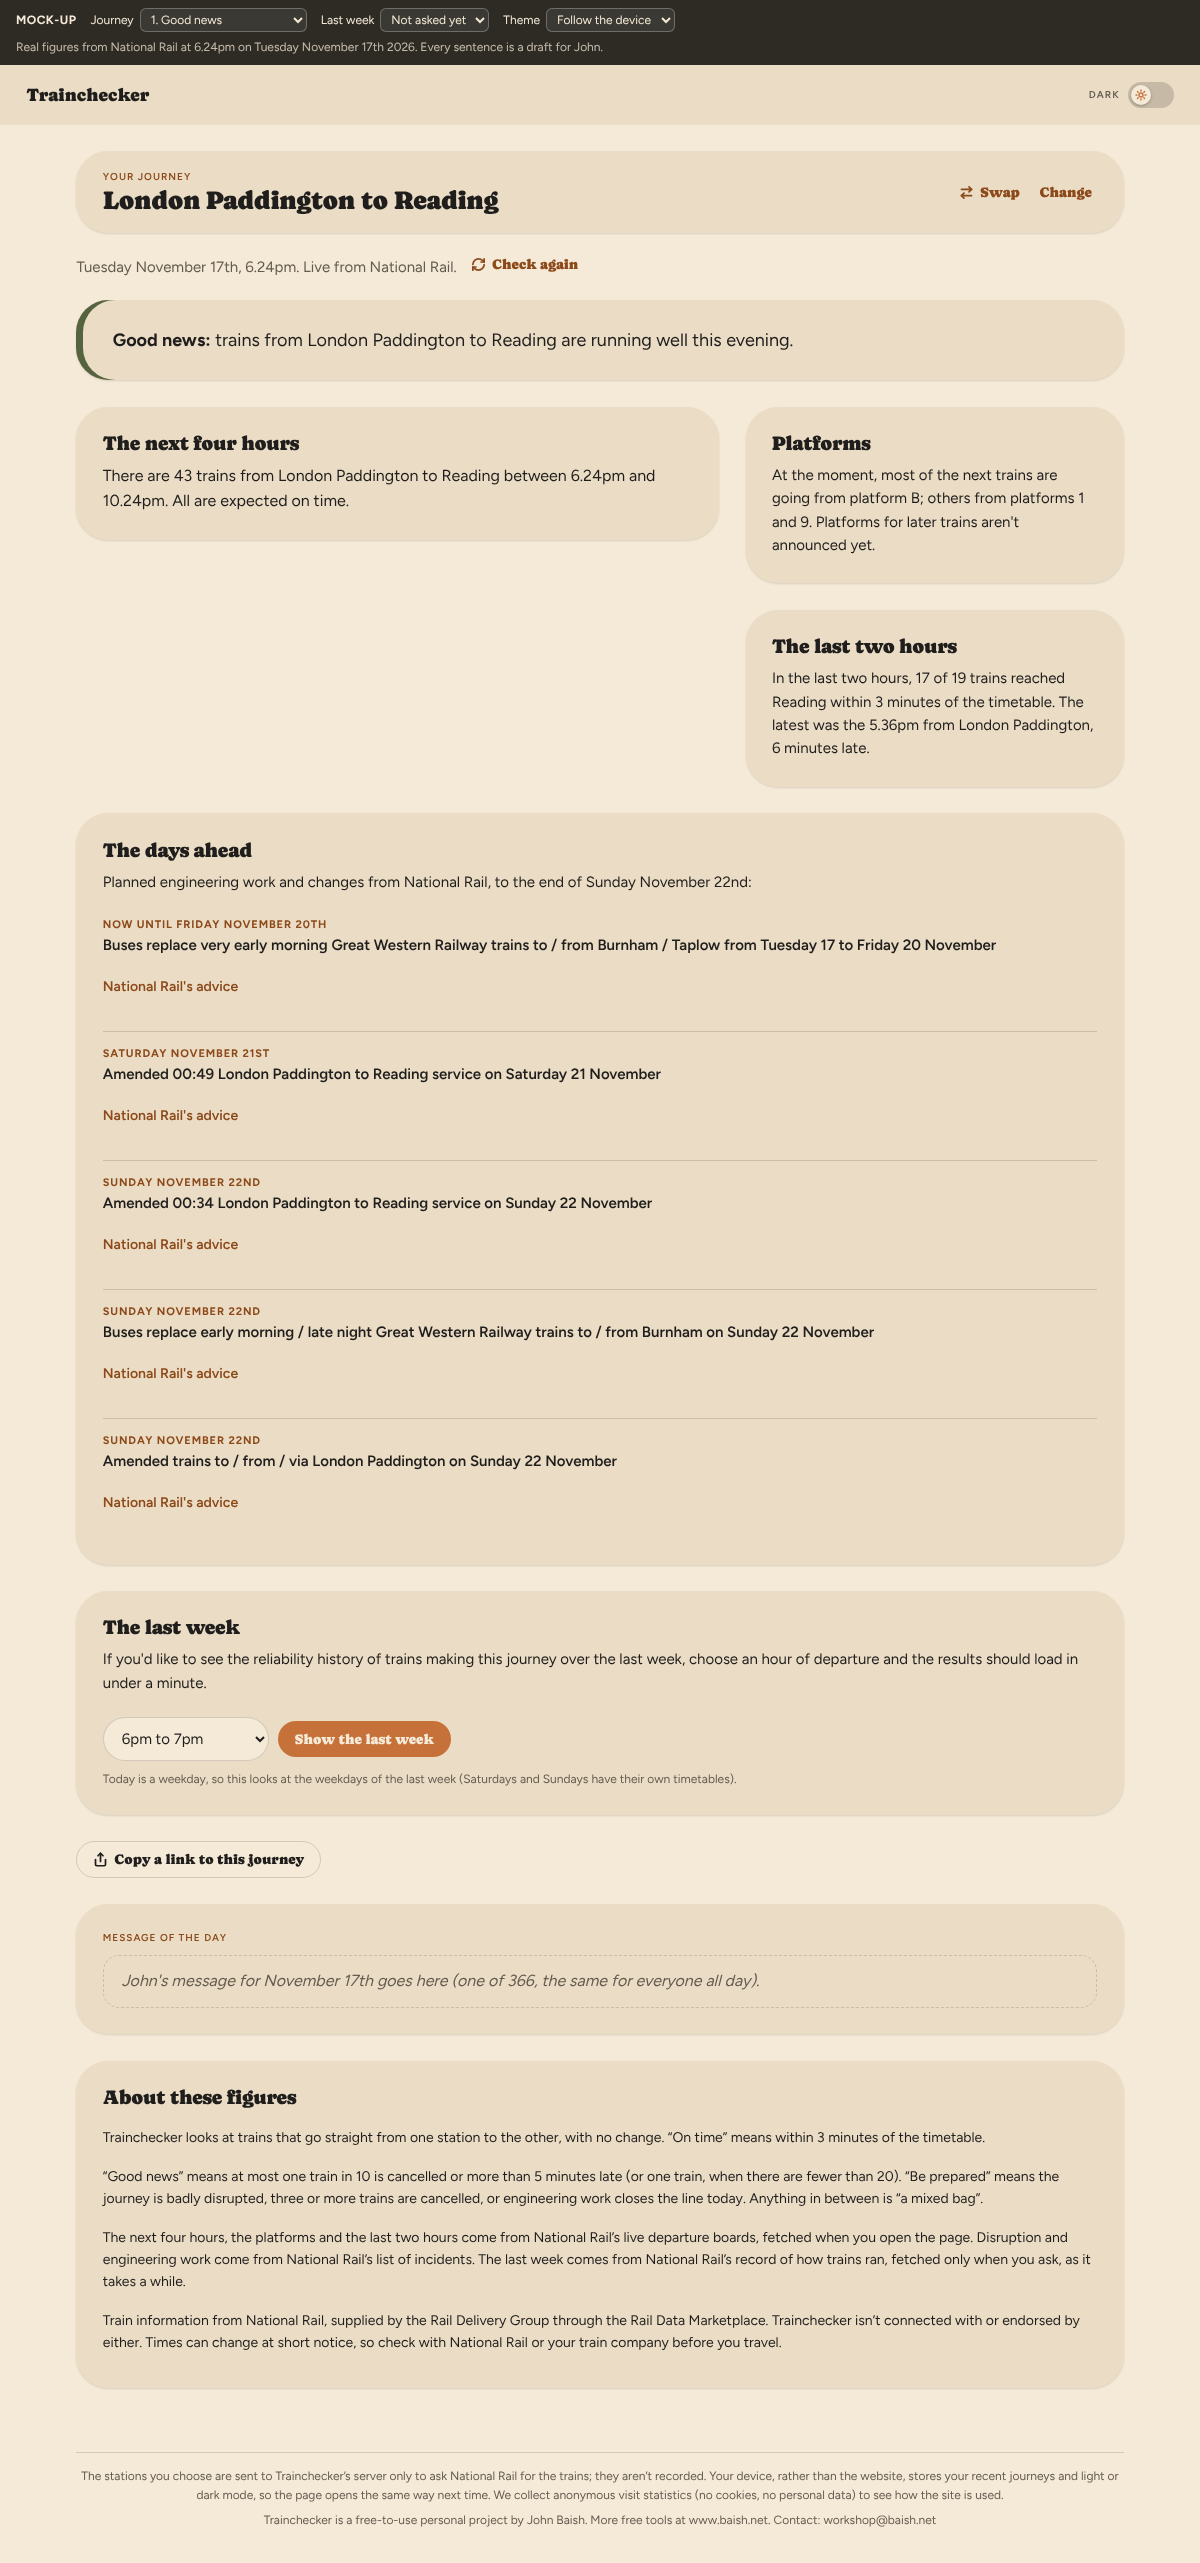 MOCK-UP Journey 1. Good news Last week Not asked yet Theme Follow the device
Real figures from National Rail at 6.24pm on Tuesday November 17th 2026. Every sentence is a draft for John.
Trainchecker
DARK
YOUR JOURNEY
London Paddington to Reading
Swap Change
Tuesday November 17th, 6.24pm. Live from National Rail. Check again
Good news: trains from London Paddington to Reading are running well this evening.
The next four hours
There are 43 trains from London Paddington to Reading between 6.24pm and
10.24pm. All are expected on time.
Platforms
At the moment, most of the next trains are
going from platform B; others from platforms 1
and 9. Platforms for later trains aren't
announced yet.
The last two hours
In the last two hours, 17 of 19 trains reached
Reading within 3 minutes of the timetable. The
latest was the 5.36pm from London Paddington,
6 minutes late.
The days ahead
Planned engineering work and changes from National Rail, to the end of Sunday November 22nd:
NOW UNTIL FRIDAY NOVEMBER 20TH
Buses replace very early morning Great Western Railway trains to / from Burnham / Taplow from Tuesday 17 to Friday 20 November
National Rail's advice
SATURDAY NOVEMBER 21ST
Amended 00:49 London Paddington to Reading service on Saturday 21 November
National Rail's advice
SUNDAY NOVEMBER 22ND
Amended 00:34 London Paddington to Reading service on Sunday 22 November
National Rail's advice
SUNDAY NOVEMBER 22ND
Buses replace early morning / late night Great Western Railway trains to / from Burnham on Sunday 22 November
National Rail's advice
SUNDAY NOVEMBER 22ND
Amended trains to / from / via London Paddington on Sunday 22 November
National Rail's advice
The last week
If you'd like to see the reliability history of trains making this journey over the last week, choose an hour of departure and the results should load in
under a minute.
6pm to 7pm Show the last week
Today is a weekday, so this looks at the weekdays of the last week (Saturdays and Sundays have their own timetables).
Copy a link to this journey
MESSAGE OF THE DAY
John's message for November 17th goes here (one of 366, the same for everyone all day).
About these figures
Trainchecker looks at trains that go straight from one station to the other, with no change. “On time” means within 3 minutes of the timetable.
“Good news” means at most one train in 10 is cancelled or more than 5 minutes late (or one train, when there are fewer than 20). “Be prepared” means the
journey is badly disrupted, three or more trains are cancelled, or engineering work closes the line today. Anything in between is “a mixed bag”.
The next four hours, the platforms and the last two hours come from National Rail’s live departure boards, fetched when you open the page. Disruption and
engineering work come from National Rail’s list of incidents. The last week comes from National Rail’s record of how trains ran, fetched only when you ask, as it
takes a while.
Train information from National Rail, supplied by the Rail Delivery Group through the Rail Data Marketplace. Trainchecker isn’t connected with or endorsed by
either. Times can change at short notice, so check with National Rail or your train company before you travel.
The stations you choose are sent to Trainchecker’s server only to ask National Rail for the trains; they aren’t recorded. Your device, rather than the website, stores your recent journeys and light or
dark mode, so the page opens the same way next time. We collect anonymous visit statistics (no cookies, no personal data) to see how the site is used.
Trainchecker is a free-to-use personal project by John Baish. More free tools at www.baish.net. Contact: workshop@baish.net